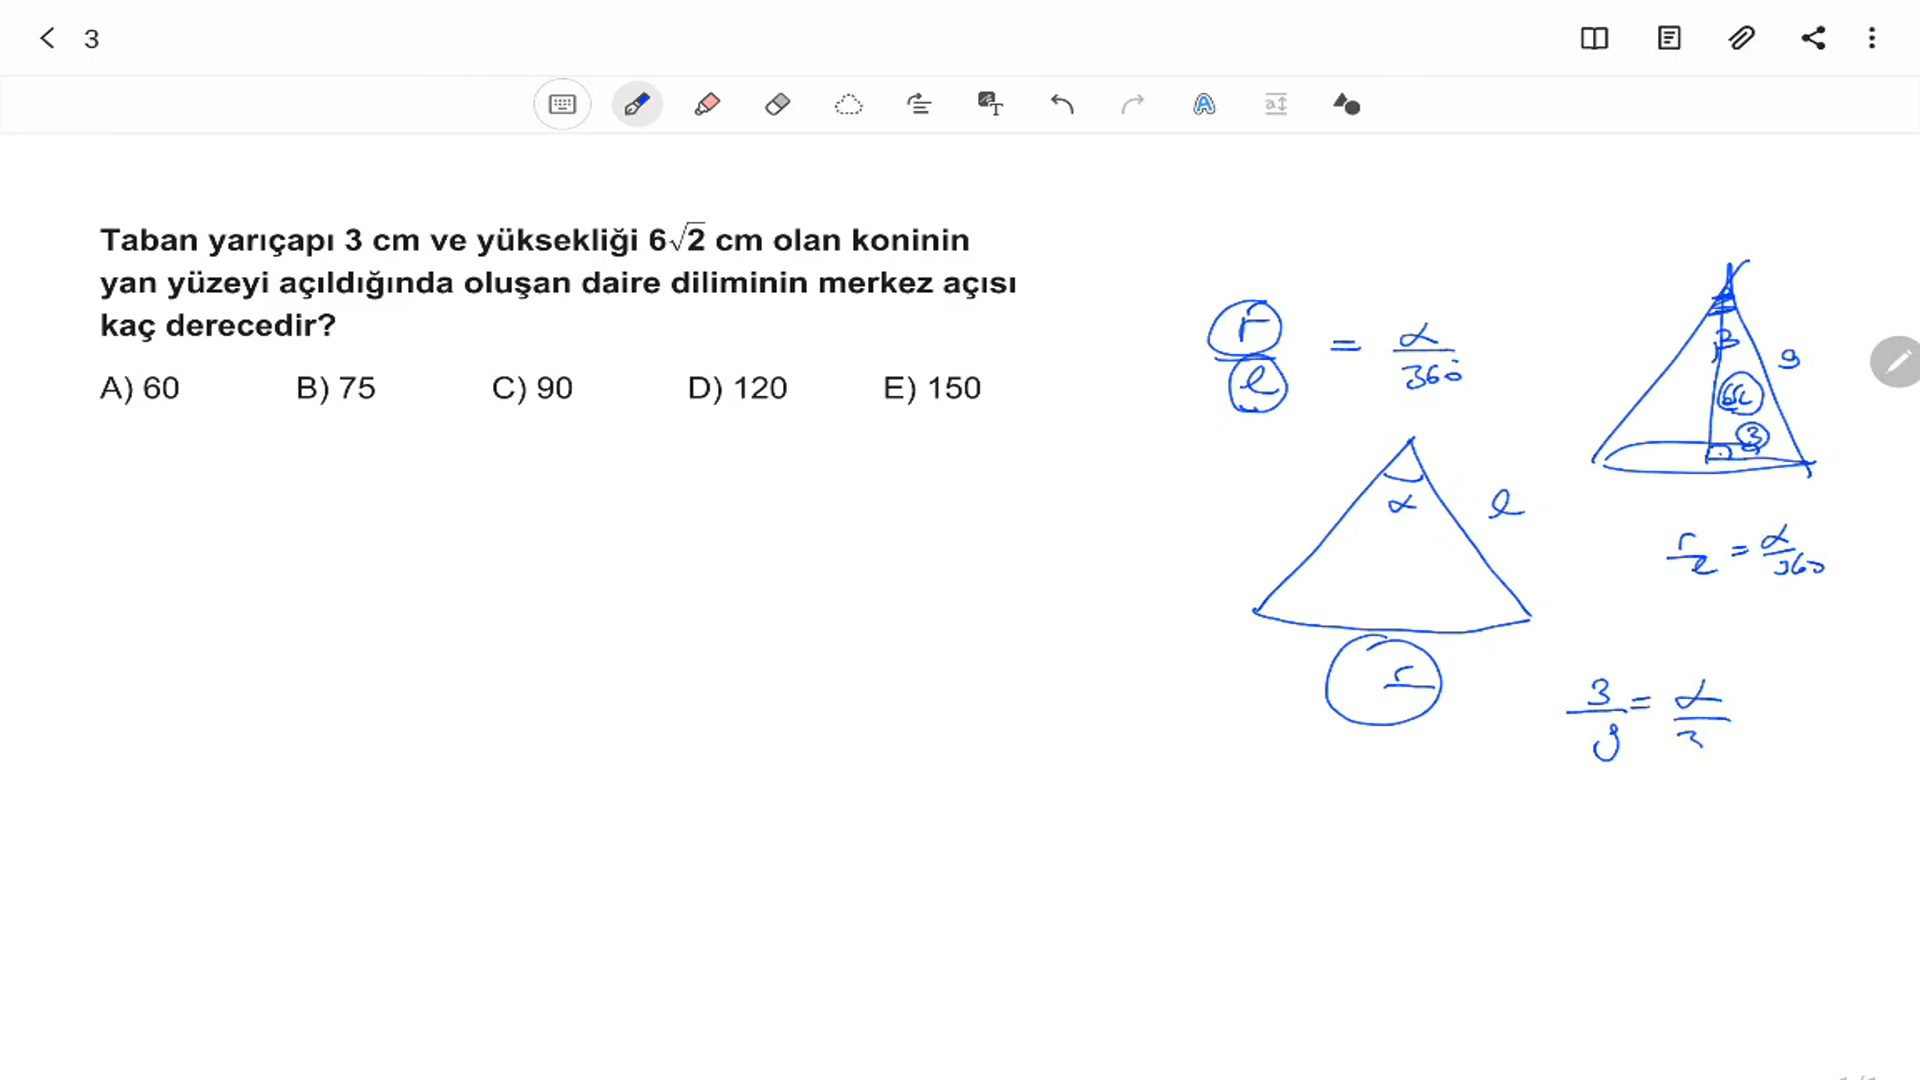 3
Taban yarıçapı 3 cm ve yüksekliği 6√2 cm olan koninin
yan yüzeyi açıldığında oluşan daire diliminin merkez açısı
kaç derecedir?
A) 60 B) 75 C) 90 D) 120 E) 150
r/l = α/360
9
6√2
3
α
l
r/l = α/360
r
3/9 = α/3